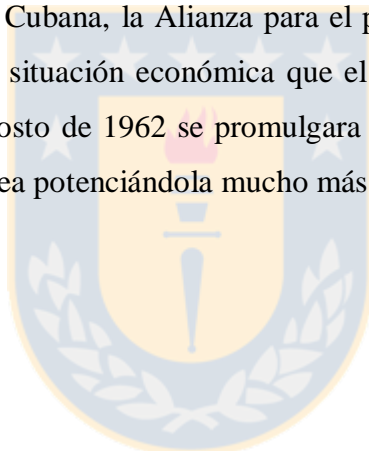 Cubana, la Alianza para el p
situación económica que el
osto de 1962 se promulgara
ea potenciándola mucho más